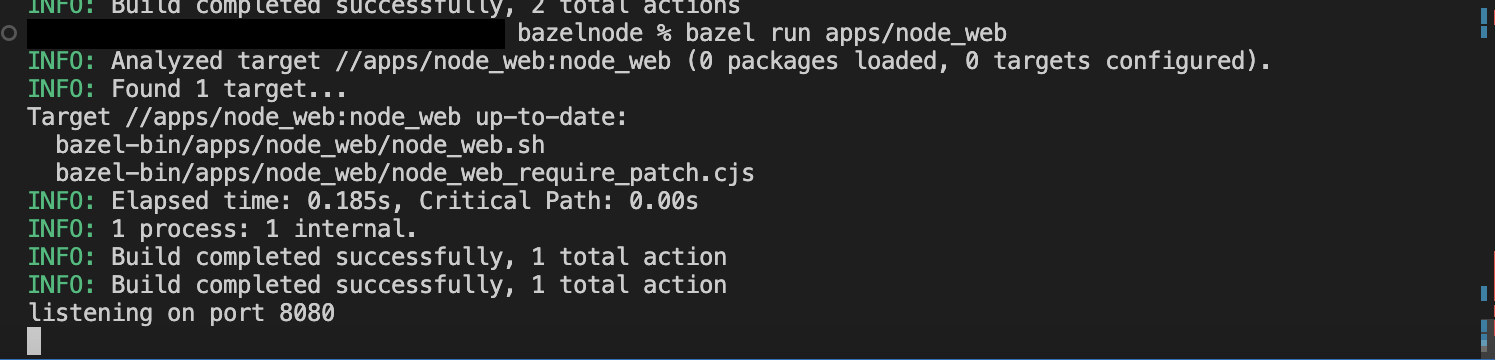 INFO: Build completed successfully, 2 total actions
bazelnode % bazel run apps/node_web
INFO: Analyzed target //apps/node_web:node_web (0 packages loaded, 0 targets configured).
INFO: Found 1 target...
Target //apps/node_web:node_web up-to-date:
  bazel-bin/apps/node_web/node_web.sh
  bazel-bin/apps/node_web/node_web_require_patch.cjs
INFO: Elapsed time: 0.185s, Critical Path: 0.00s
INFO: 1 process: 1 internal.
INFO: Build completed successfully, 1 total action
INFO: Build completed successfully, 1 total action
listening on port 8080